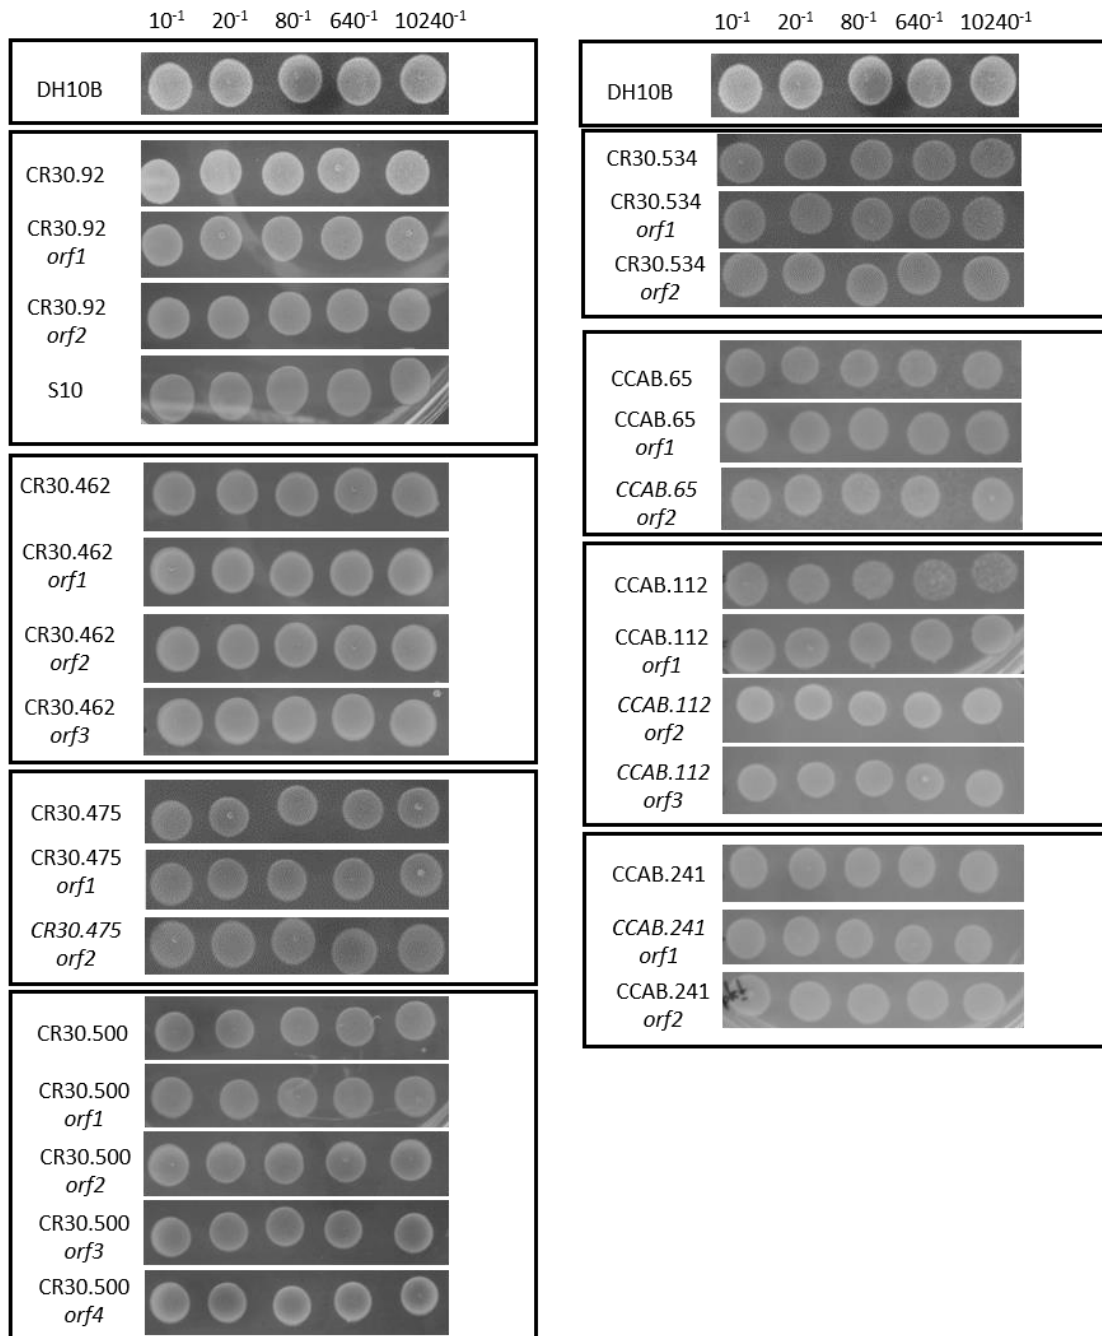 10-1 20-1 80-1 640-1 10240-1
DH10B
CR30.92
CR30.92
orf1
CR30.92
orf2
S10
CR30.462
CR30.462
orf1
CR30.462
orf2
CR30.462
orf3
CR30.475
CR30.475
orf1
CR30.475
orf2
CR30.500
CR30.500
orf1
CR30.500
orf2
CR30.500
orf3
CR30.500
orf4
10-1 20-1 80-1 640-1 10240-1
DH10B
CR30.534
CR30.534
orf1
CR30.534
orf2
CCAB.65
CCAB.65
orf1
CCAB.65
orf2
CCAB.112
CCAB.112
orf1
CCAB.112
orf2
CCAB.112
orf3
CCAB.241
CCAB.241
orf1
CCAB.241
orf2